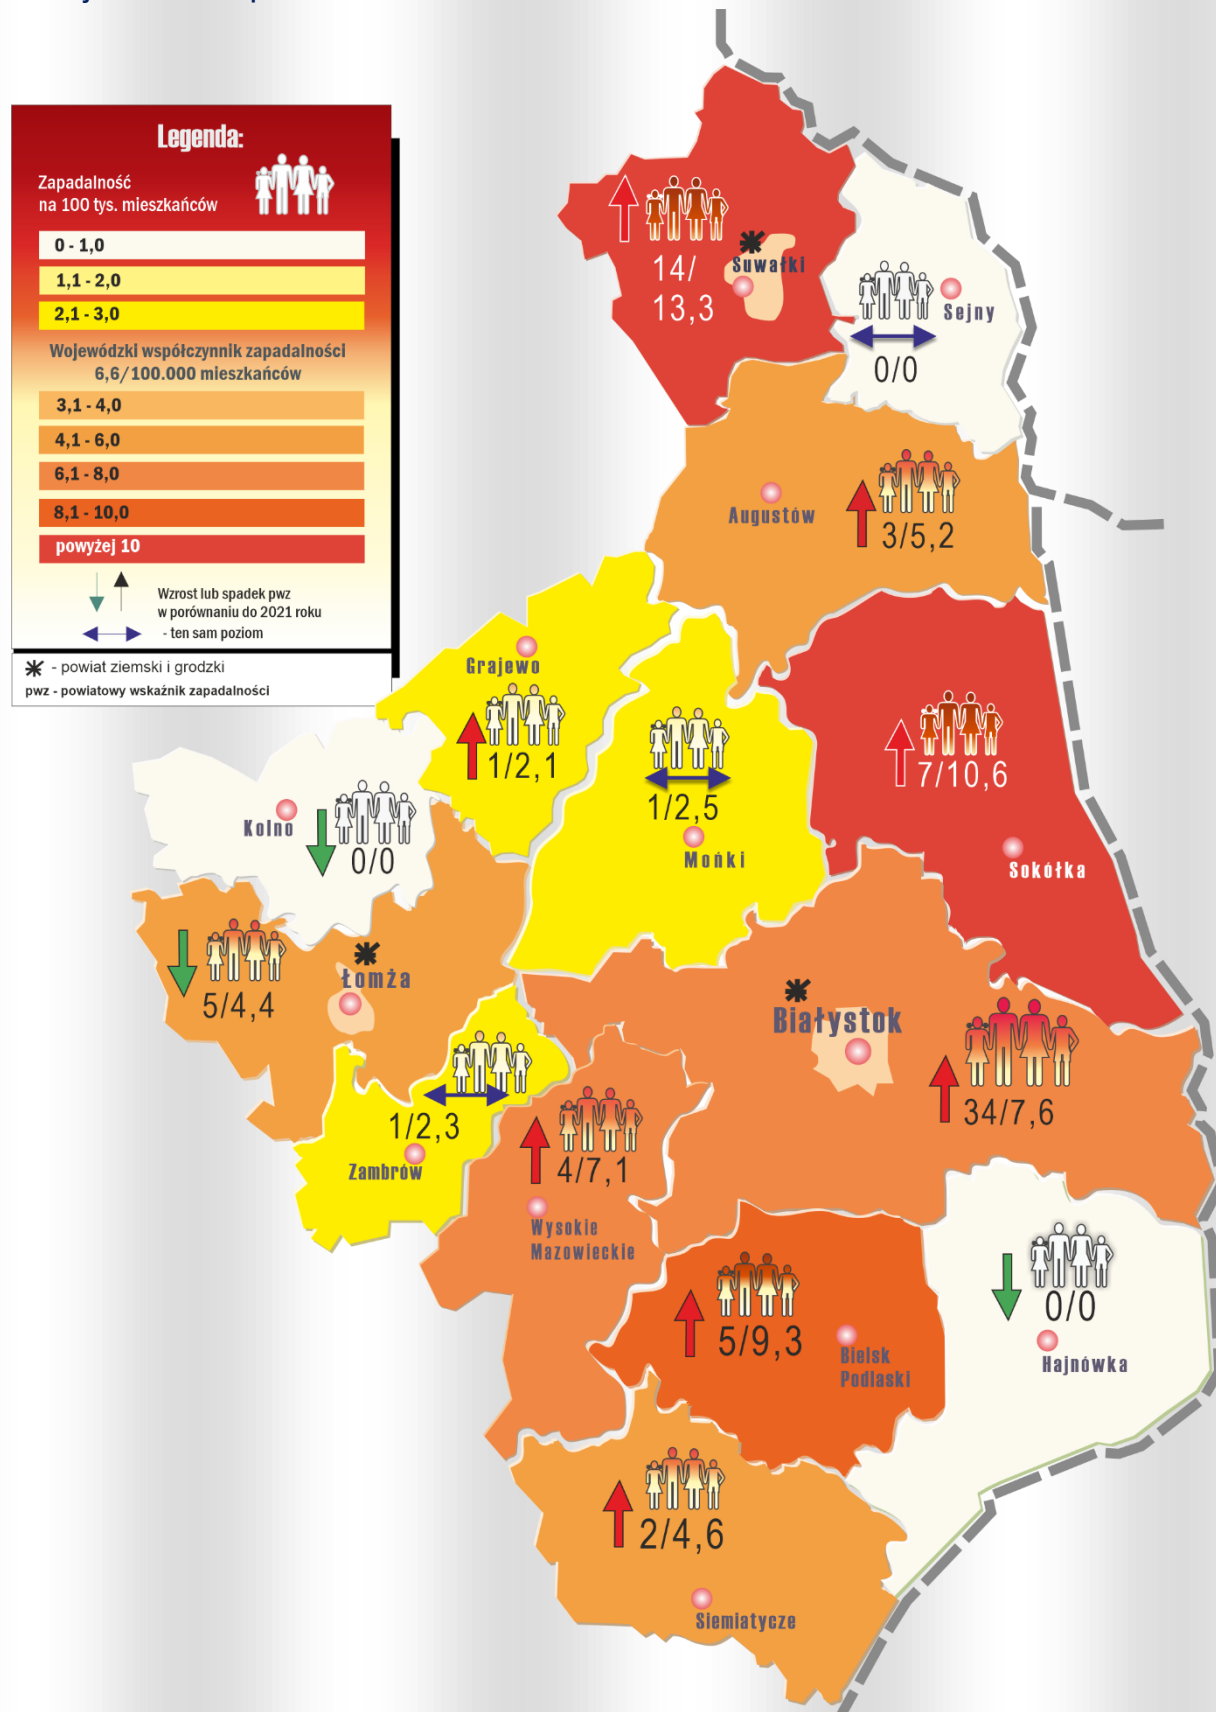 Legenda:
Zapadalność
na 100 tys. mieszkańców
0 - 1,0
1,1 - 2,0
2,1 - 3,0
Wojewódzki współczynnik zapadalności
6,6/100.000 mieszkańców
3,1 - 4,0
4,1 - 6,0
6,1 - 8,0
8,1 - 10,0
powyżej 10
Wzrost lub spadek pwz
w porównaniu do 2021 roku
- ten sam poziom
- powiat ziemski i grodzki
pwz - powiatowy wskaźnik zapadalności
Suwałki
14/
13,3
Sejny
0/0
Augustów
3/5,2
Grajewo
1/2,1
1/2,5
Mońki
7/10,6
Sokółka
Kolno
0/0
Łomża
5/4,4
Białystok
34/7,6
1/2,3
Zambrów
4/7,1
Wysokie
Mazowieckie
5/9,3
Bielsk
Podlaski
0/0
Hajnówka
2/4,6
Siemiatycze